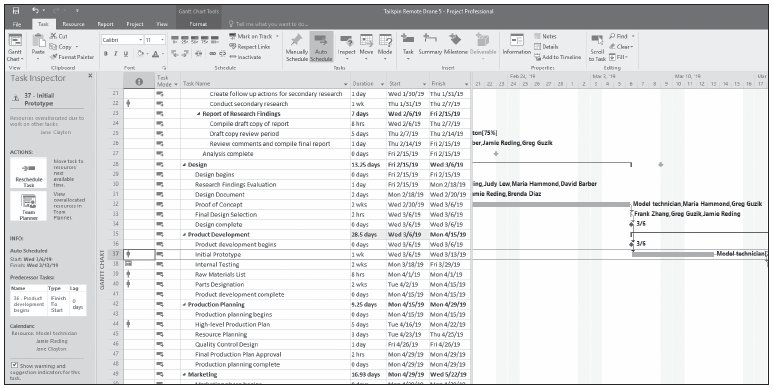 Gantt Chart Tools
Tailspin Remote Drone 5 - Project Professional
File Task Resource Report Project View Format Tell me what you want to do...
Cut
Copy
Format Painter
Gantt Chart
Paste
Calibri 11
B I U
Mark on Track
Respect Links
Inactivate
Manually Schedule
Auto Schedule
Inspect Move Mode
Task Summary Milestone Deliverable
Information
Notes
Details
Add to Timeline
Scroll to Task
Find
Clear
Fill
View Clipboard Font Schedule Tasks Insert Properties Editing
Task Inspector
37 - Initial Prototype
Resources overallocated due to work on other tasks
Jane Clayton
ACTIONS:
Reschedule Task
Move task to resources next available time.
Team Planner
View overallocated resources in Team Planner.
INFO:
Auto Scheduled
Predecessor Tasks:
Name Type Lag
36 . Product development begins Finish To Start 0 days
Calendars:
Resource: Model technician
Jamie Reding
Jane Clayton
Show warning and suggestion indicators for this task.
GANTT CHART
Task Mode Task Name Duration Start Finish
Feb 24, '19 Mar 3, '19 Mar 10, '19 Mar
21 22 23 24 25 26 27 28 1 2 3 4 5 6 7 8 9 10 11 12 13 14 15 16 17
21 Create follow up actions for secondary research 1 day Wed 1/30/19 Thu 1/31/19
22 Conduct secondary research 1 wk Thu 1/31/19 Thu 2/7/19
23 Report of Research Findings 7 days Wed 2/6/19 Fri 2/15/19
24 Compile draft copy of report 8 hrs Wed 2/6/19 Thu 2/7/19
25 Draft copy review period 5 days Thu 2/7/19 Thu 2/14/19 ton[75%]
26 Review comments and compile final report 1 day Thu 2/14/19 Fri 2/15/19 ber,Jamie Reding,Greg Guzik
27 Analysis complete 0 days Fri 2/15/19 Fri 2/15/19
28 Design 13.25 days Fri 2/15/19 Wed 3/6/19
29 Design begins 0 days Fri 2/15/19 Fri 2/15/19
30 Research Findings Evaluation 1 day Fri 2/15/19 Mon 2/18/19 ing,Judy Lew,Maria Hammond,David Barber
31 Design Document 2 days Mon 2/18/19 Wed 2/20/19 mie Reding,Brenda Diaz
32 Proof of Concept 2 wks Wed 2/20/19 Wed 3/6/19 Model technician,Maria Hammond,Greg Guzik
33 Final Design Selection 2 hrs Wed 3/6/19 Wed 3/6/19 Frank Zhang,Greg Guzik,Jamie Reding
34 Design complete 0 days Wed 3/6/19 Wed 3/6/19 3/6
35 Product Development 28.5 days Wed 3/6/19 Mon 4/15/19
36 Product development begins 0 days Wed 3/6/19 Wed 3/6/19 3/6
37 Initial Prototype 1 wk Wed 3/6/19 Wed 3/13/19 Model technician[
38 Internal Testing 2 wks Mon 3/18/19 Fri 3/29/19
39 Raw Materials List 8 hrs Mon 4/1/19 Mon 4/1/19
40 Parts Designation 2 wks Tue 4/2/19 Mon 4/15/19
41 Product development complete 0 days Mon 4/15/19 Mon 4/15/19
42 Production Planning 9.25 days Mon 4/15/19 Mon 4/29/19
43 Production planning begins 0 days Mon 4/15/19 Mon 4/15/19
44 High-level Production Plan 5 days Tue 4/16/19 Mon 4/22/19
45 Resource Planning 3 days Tue 4/23/19 Thu 4/25/19
46 Quality Control Design 1 day Fri 4/26/19 Fri 4/26/19
47 Final Production Plan Approval 2 hrs Mon 4/29/19 Mon 4/29/19
48 Production planning complete 0 days Mon 4/29/19 Mon 4/29/19
49 Marketing 16.93 days Mon 4/29/19 Wed 5/22/19